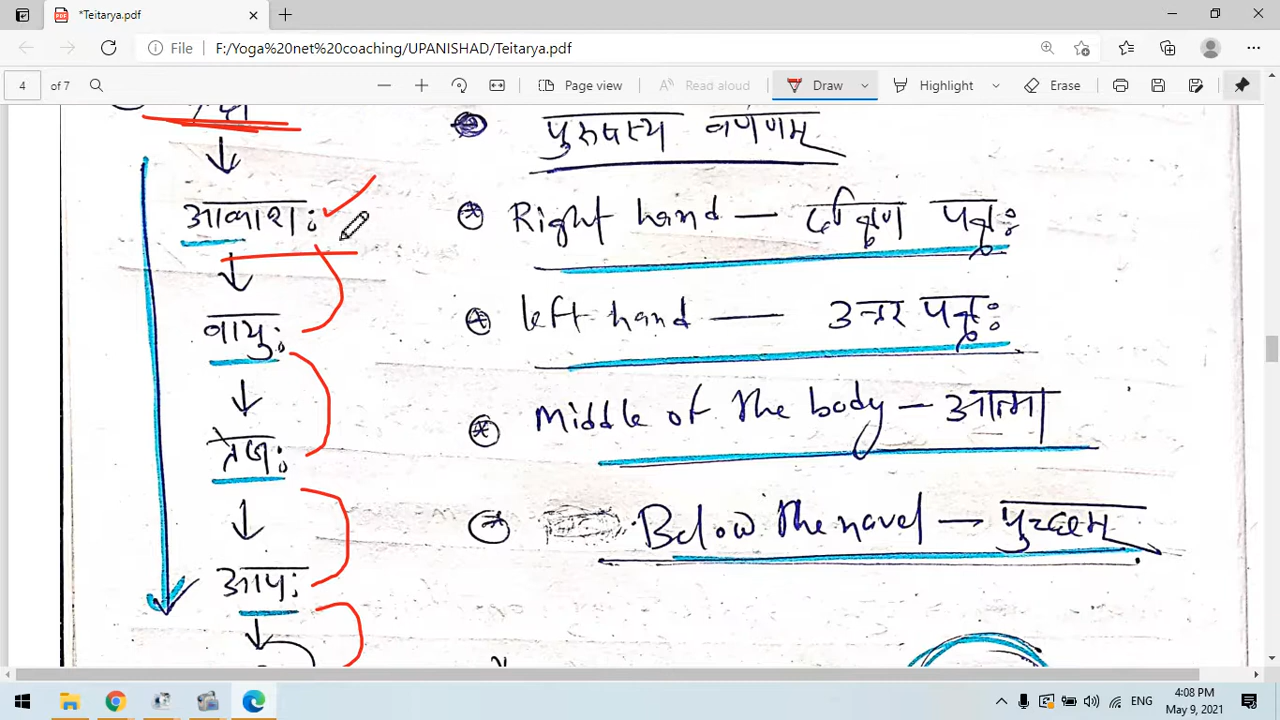 *Teitarya.pdf
File F:/Yoga%20net%20coaching/UPANISHAD/Teitarya.pdf
4 of 7 Page view Read aloud Draw Highlight Erase
पुरुषस्य वर्णणम्
आकाशः
Right hand — दक्षिण पक्षः
वायुः
left hand — उत्तर पक्षः
तेजः
Middle of the body — आत्मा
आपः
Below the navel — पुच्छम्
ENG 4:08 PM
May 9, 2021